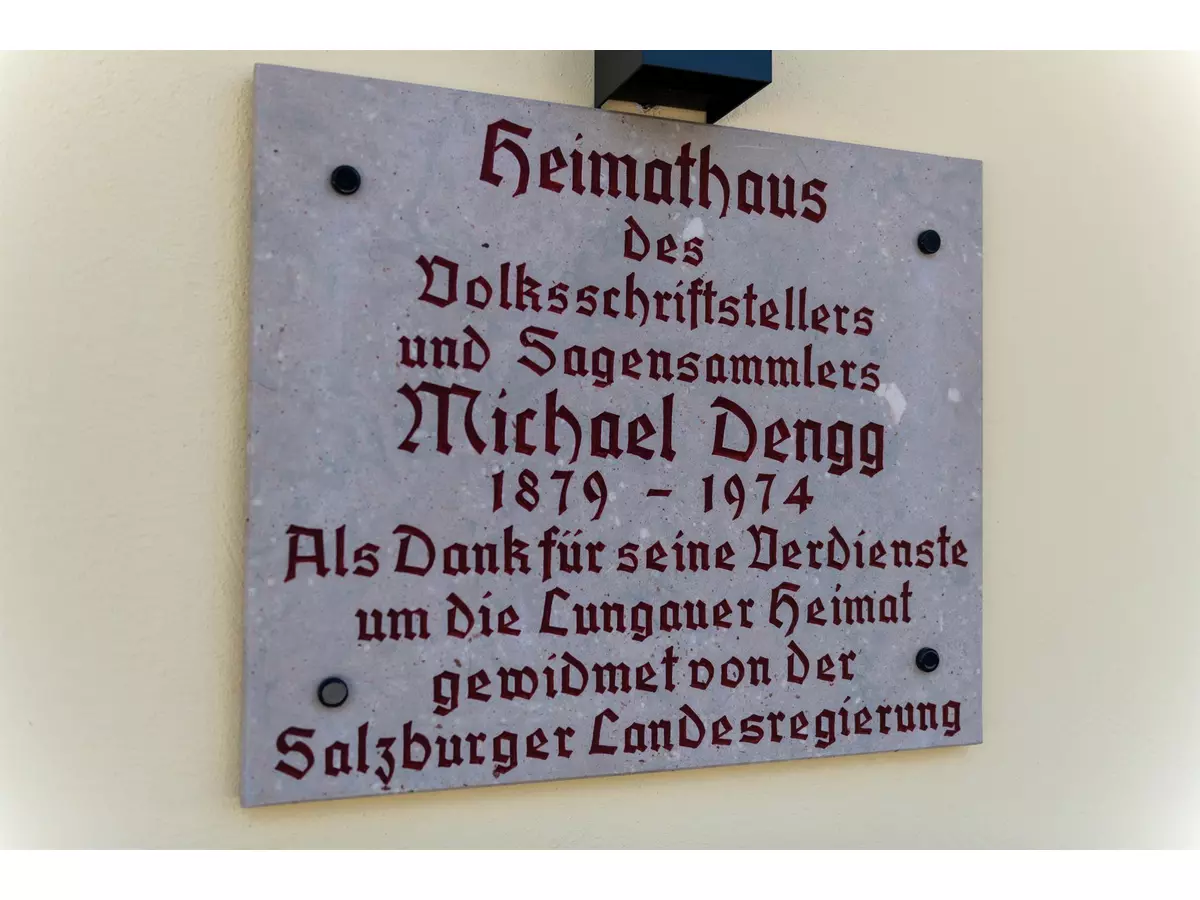 Heimathaus
des
Volksschriftstellers
und Sagensammlers
Michael Dengg
1879 - 1974
Als Dank für seine Verdienste
um die Lungauer Heimat
gewidmet von der
Salzburger Landesregierung